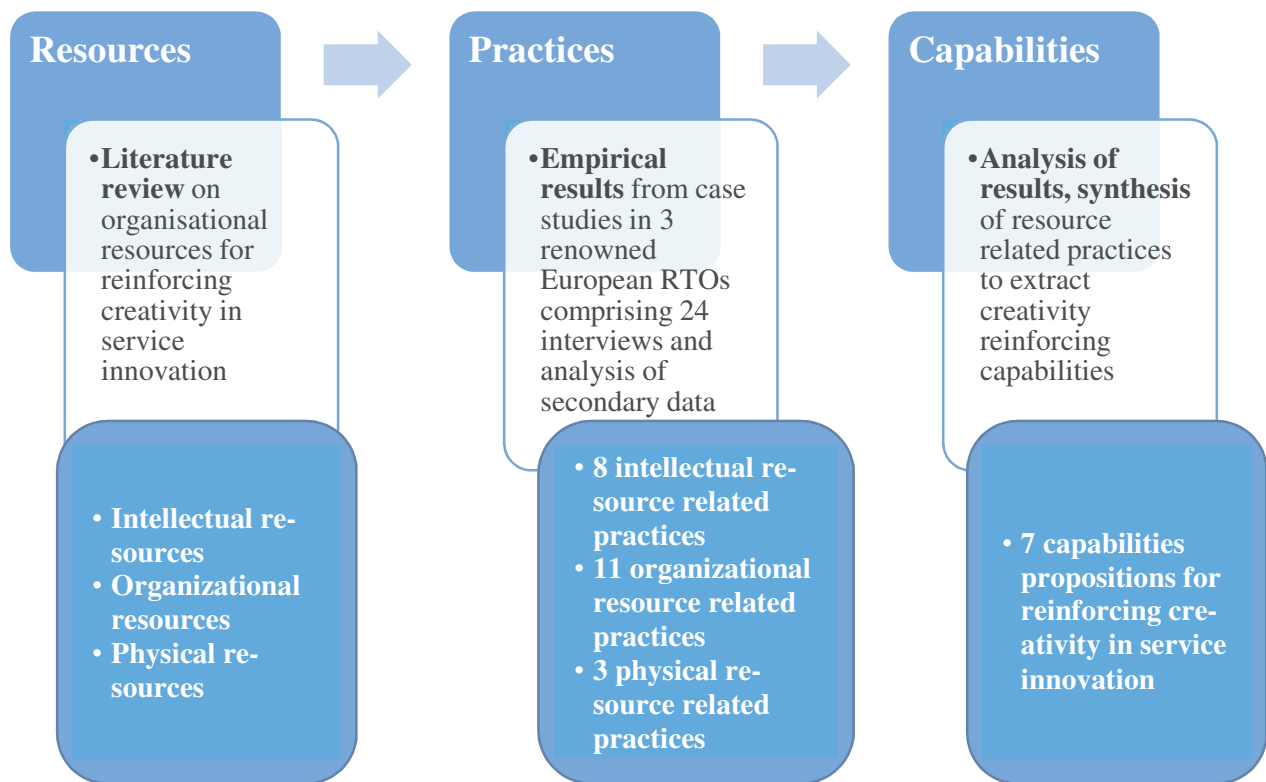 Resources
•Literature
review on
organisational
resources for
reinforcing
creativity in
service
innovation
• Intellectual re-
sources
• Organizational
resources
• Physical re-
sources
Practices
•Empirical
results from case
studies in 3
renowned
European RTOs
comprising 24
interviews and
analysis of
secondary data
• 8 intellectual re-
source related
practices
• 11 organizational
resource related
practices
• 3 physical re-
source related
practices
Capabilities
•Analysis of
results, synthesis
of resource
related practices
to extract
creativity
reinforcing
capabilities
• 7 capabilities
propositions for
reinforcing cre-
ativity in service
innovation